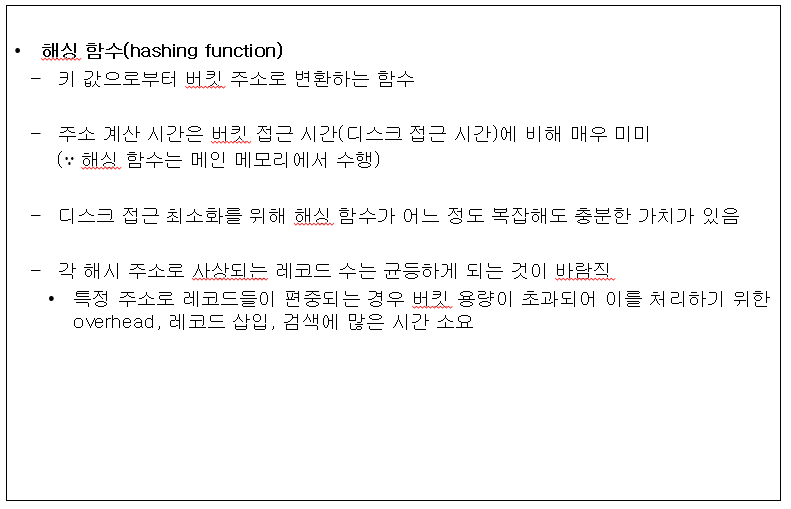 • 해싱 함수(hashing function)
– 키 값으로부터 버킷 주소로 변환하는 함수
– 주소 계산 시간은 버킷 접근 시간(디스크 접근 시간)에 비해 매우 미미
(∵ 해싱 함수는 메인 메모리에서 수행)
– 디스크 접근 최소화를 위해 해싱 함수가 어느 정도 복잡해도 충분한 가치가 있음
– 각 해시 주소로 사상되는 레코드 수는 균등하게 되는 것이 바람직
• 특정 주소로 레코드들이 편중되는 경우 버킷 용량이 초과되어 이를 처리하기 위한
overhead, 레코드 삽입, 검색에 많은 시간 소요